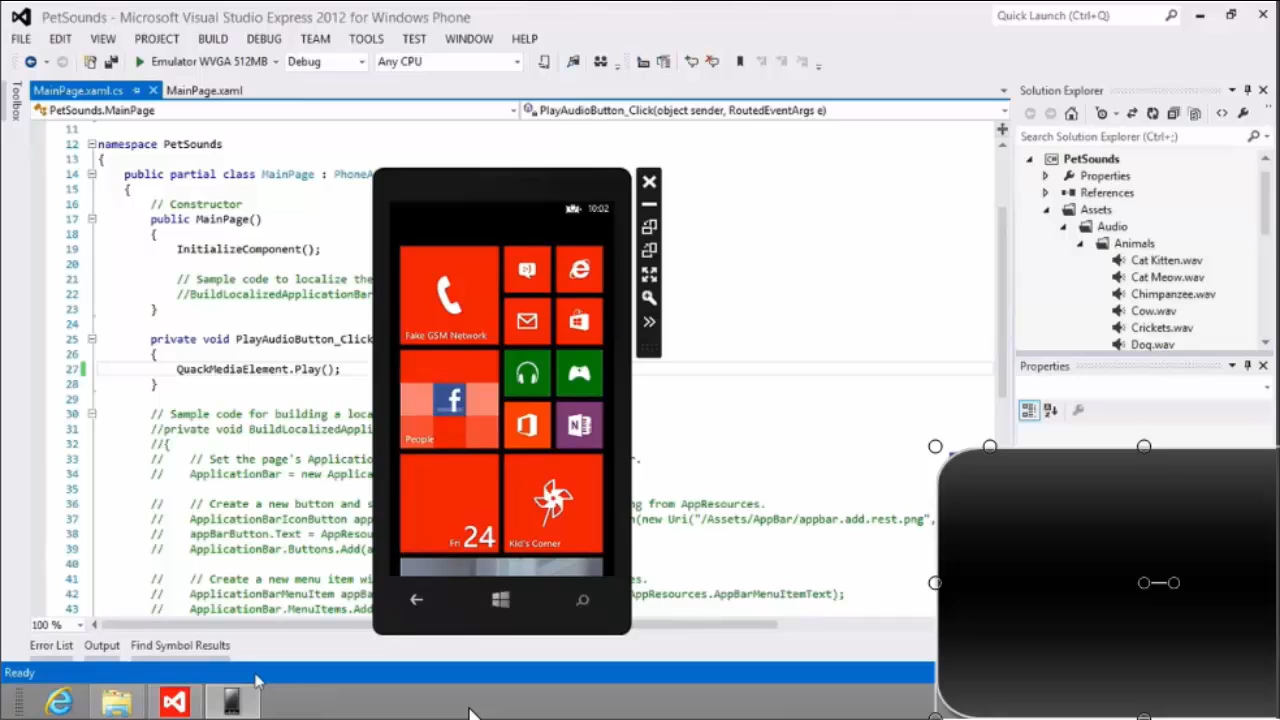 PetSounds - Microsoft Visual Studio Express 2012 for Windows Phone
Quick Launch (Ctrl+Q)
FILE EDIT VIEW PROJECT BUILD DEBUG TEAM TOOLS TEST WINDOW HELP
Emulator WVGA 512MB Debug Any CPU
Toolbox
MainPage.xaml.cs MainPage.xaml
PetSounds.MainPage PlayAudioButton_Click(object sender, RoutedEventArgs e)
11
12 namespace PetSounds
13 {
14 public partial class MainPage : PhoneA
15 {
16 // Constructor
17 public MainPage()
18 {
19 InitializeComponent();
20
21 // Sample code to localize the
22 //BuildLocalizedApplicationBar
23 }
24
25 private void PlayAudioButton_Click
26 {
27 QuackMediaElement.Play();
28 }
29
30 // Sample code for building a loca
31 //private void BuildLocalizedAppli
32 //{
33 // // Set the page's Application r.
34 // ApplicationBar = new Applic
35
36 // // Create a new button and s ng from AppResources.
37 // ApplicationBarIconButton app n(new Uri("/Assets/AppBar/appbar.add.rest.png",
38 // appBarButton.Text = AppReso
39 // ApplicationBar.Buttons.Add(a
40
41 // // Create a new menu item wi es.
42 // ApplicationBarMenuItem appBa ppResources.AppBarMenuItemText);
43 // ApplicationBar.MenuItems.Add
100 %
10:02
Fake GSM Network
People
Fri 24
Kid's Corner
Solution Explorer
Search Solution Explorer (Ctrl+;)
PetSounds
Properties
References
Assets
Audio
Animals
Cat Kitten.wav
Cat Meow.wav
Chimpanzee.wav
Cow.wav
Crickets.wav
Dog.wav
Properties
Error List Output Find Symbol Results
Ready